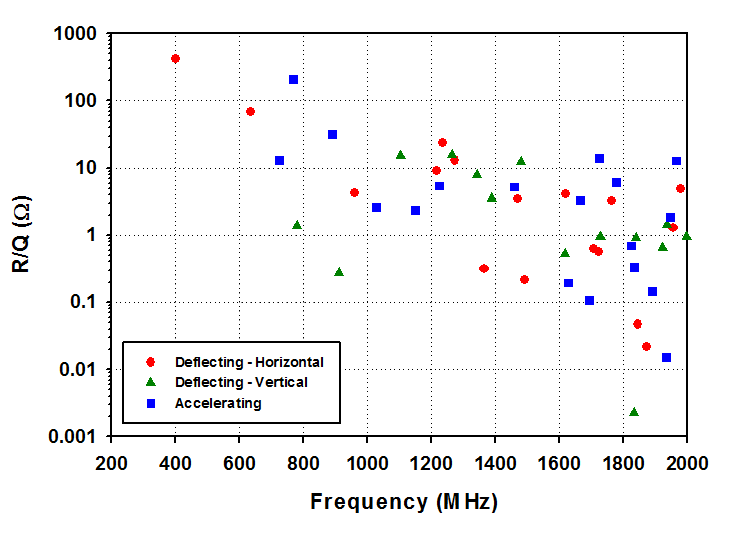 1000
100
10
1
0.1
0.01
0.001
R/Q (Ω)
Deflecting - Horizontal
Deflecting - Vertical
Accelerating
200 400 600 800 1000 1200 1400 1600 1800 2000
Frequency (MHz)